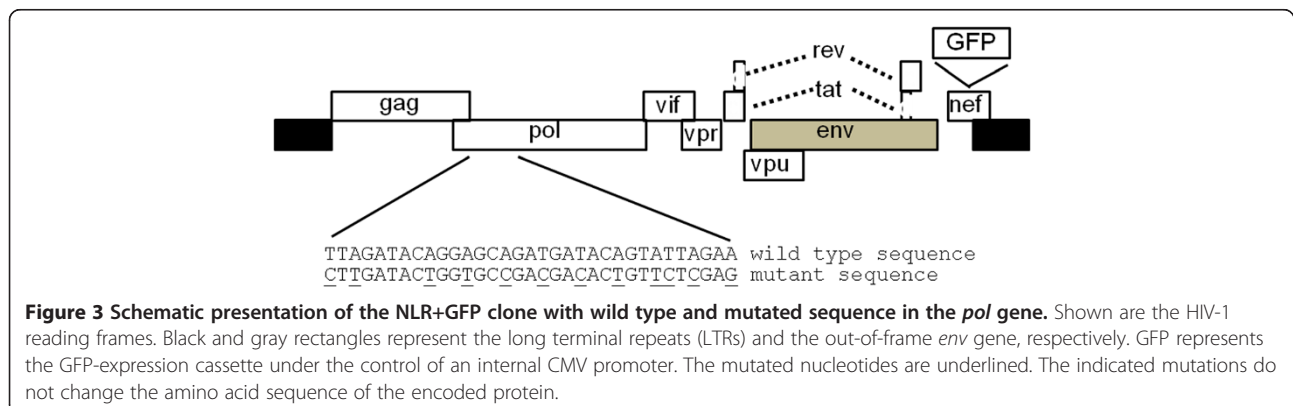 GFP
rev
gag
vif
tat
nef
pol
vpr
env
vpu
TTAGATACAGGAGCAGATGATACAGTATTAGAA wild type sequence
CTTGATACTGGTGCCGACGACACTGTTCTCGAG mutant sequence
Figure 3 Schematic presentation of the NLR+GFP clone with wild type and mutated sequence in the pol gene. Shown are the HIV-1
reading frames. Black and gray rectangles represent the long terminal repeats (LTRs) and the out-of-frame env gene, respectively. GFP represents
the GFP-expression cassette under the control of an internal CMV promoter. The mutated nucleotides are underlined. The indicated mutations do
not change the amino acid sequence of the encoded protein.